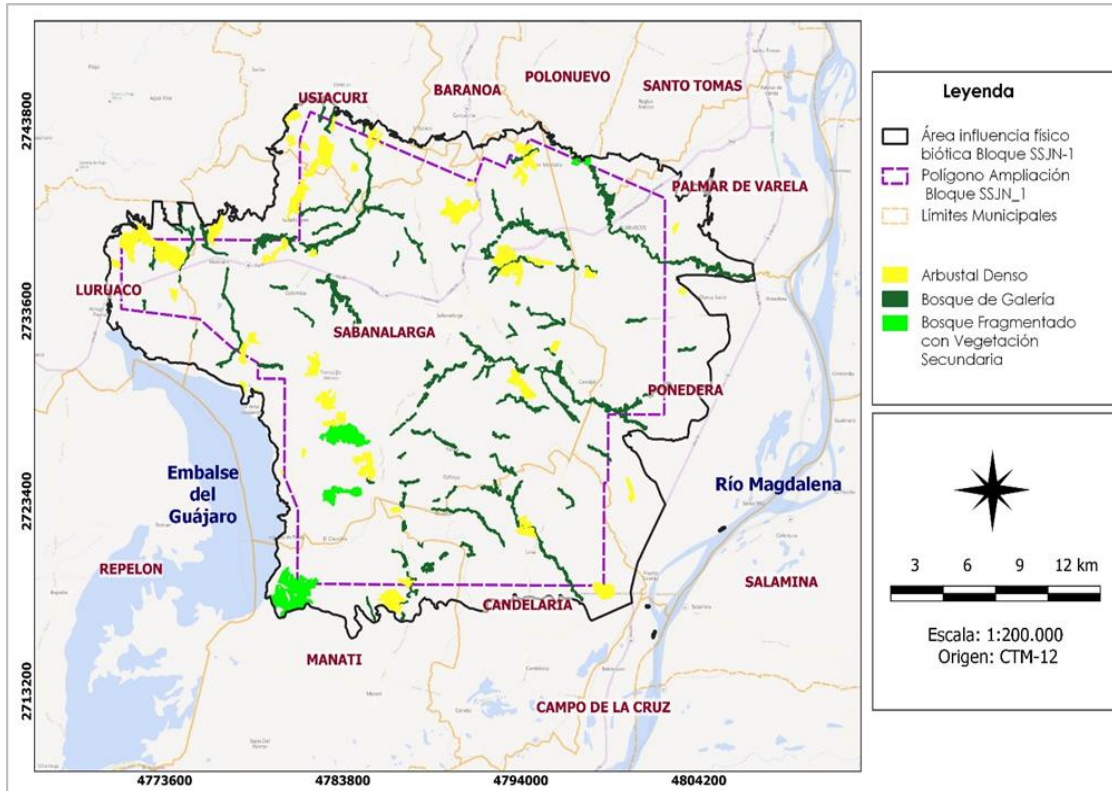 POLONUEVO
BARANOA
SANTO TOMAS
USIACURI
PALMAR DE VARELA
LURUACO
SABANALARGA
PONEDERA
Embalse
del
Guájaro
Río Magdalena
REPELON
SALAMINA
CANDELARIA
MANATI
CAMPO DE LA CRUZ
2743800
2733600
2723400
2713200
4773600
4783800
4794000
4804200
Leyenda
Área influencia físico
biótica Bloque SSJN-1
Polígono Ampliación
Bloque SSJN_1
Límites Municipales
Arbustal Denso
Bosque de Galería
Bosque Fragmentado
con Vegetación
Secundaria
3 6 9 12 km
Escala: 1:200.000
Origen: CTM-12